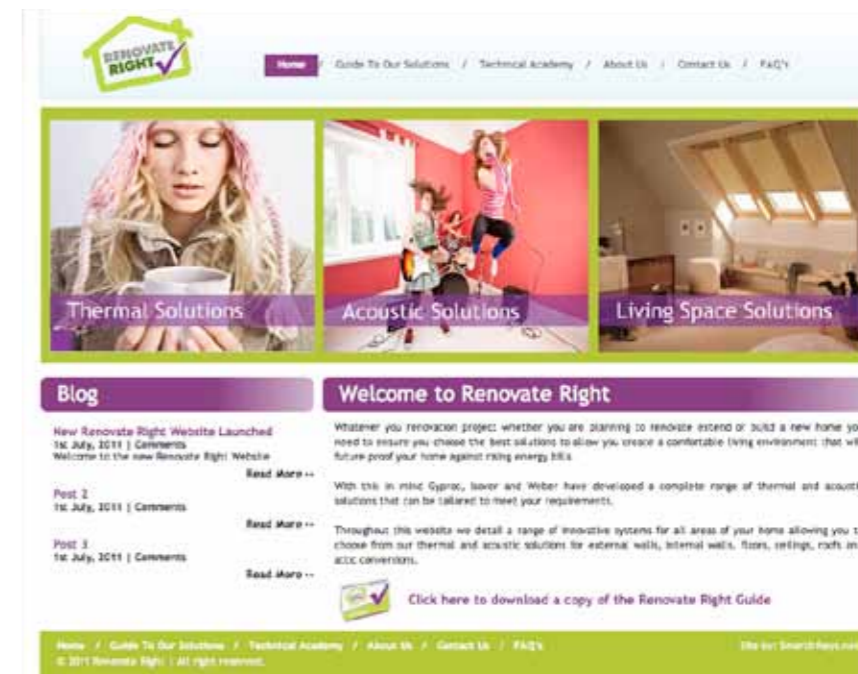 RENOVATE
RIGHT
Home / Guide To Our Solutions / Technical Academy / About Us / Contact Us / FAQ's
Thermal Solutions
Acoustic Solutions
Living Space Solutions
Blog
New Renovate Right Website Launched
1st July, 2011 | Comments
Welcome to the new Renovate Right Website
Read More
Post 2
1st July, 2011 | Comments
Read More
Post 3
1st July, 2011 | Comments
Read More
Welcome to Renovate Right
Whatever you renovation project whether you are planning to renovate extend or build a new home yo
need to ensure you choose the best solutions to allow you create a comfortable living environment that wil
future proof your home against rising energy bills
With this in mind Gyproc, Isover and Weber have developed a complete range of thermal and acousti
solutions that can be tailored to meet your requirements.
Throughout this website we detail a range of innovative systems for all areas of your home allowing you t
choose from our thermal and acoustic solutions for external walls, internal walls, floors, ceilings, roofs an
attic conversions.
Click here to download a copy of the Renovate Right Guide
Home / Guide To Our Solutions / Technical Academy / About Us / Contact Us / FAQ's
© 2011 Renovate Right | All right reserved.
Site by: